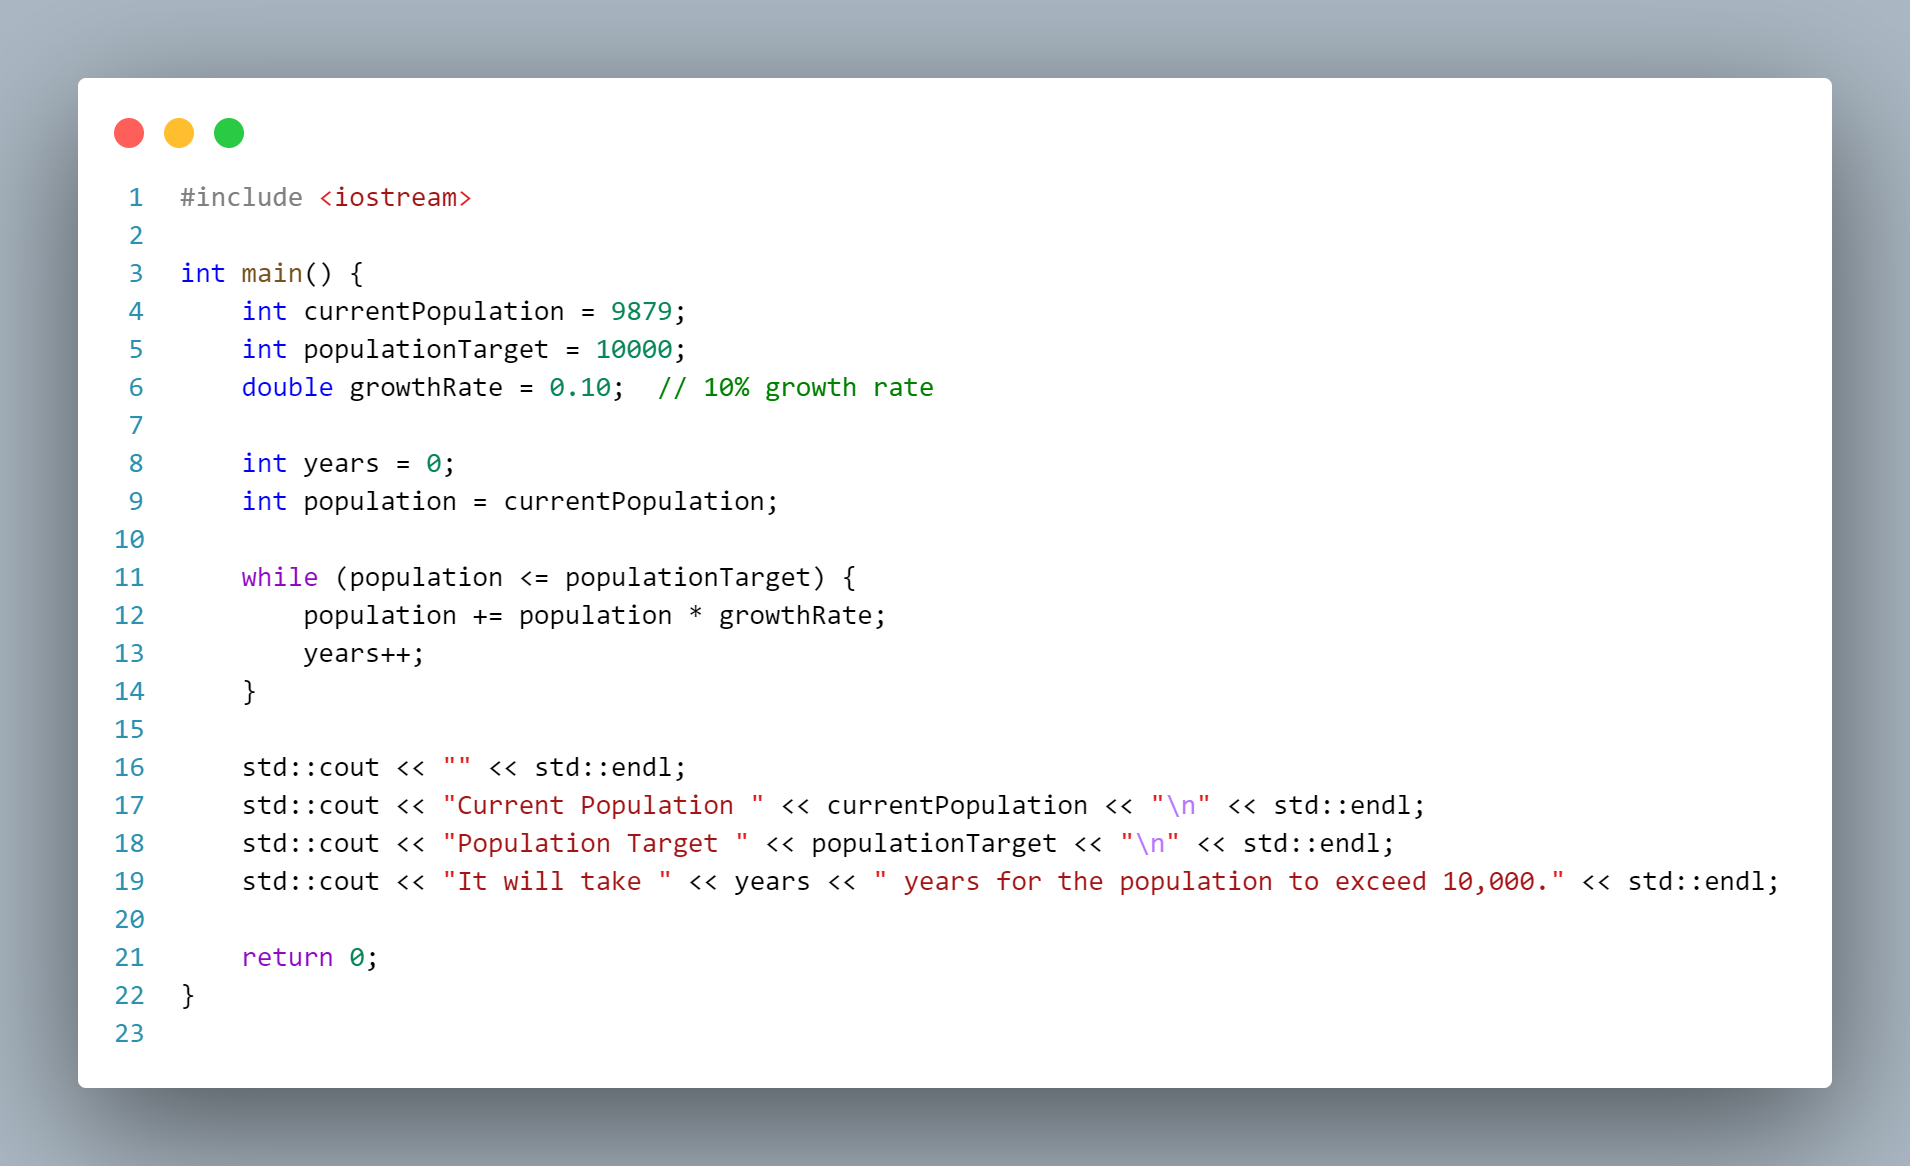 1 #include <iostream>
2
3 int main() {
4     int currentPopulation = 9879;
5     int populationTarget = 10000;
6     double growthRate = 0.10;  // 10% growth rate
7
8     int years = 0;
9     int population = currentPopulation;
10
11     while (population <= populationTarget) {
12         population += population * growthRate;
13         years++;
14     }
15
16     std::cout << "" << std::endl;
17     std::cout << "Current Population " << currentPopulation << "\n" << std::endl;
18     std::cout << "Population Target " << populationTarget << "\n" << std::endl;
19     std::cout << "It will take " << years << " years for the population to exceed 10,000." << std::endl;
20
21     return 0;
22 }
23